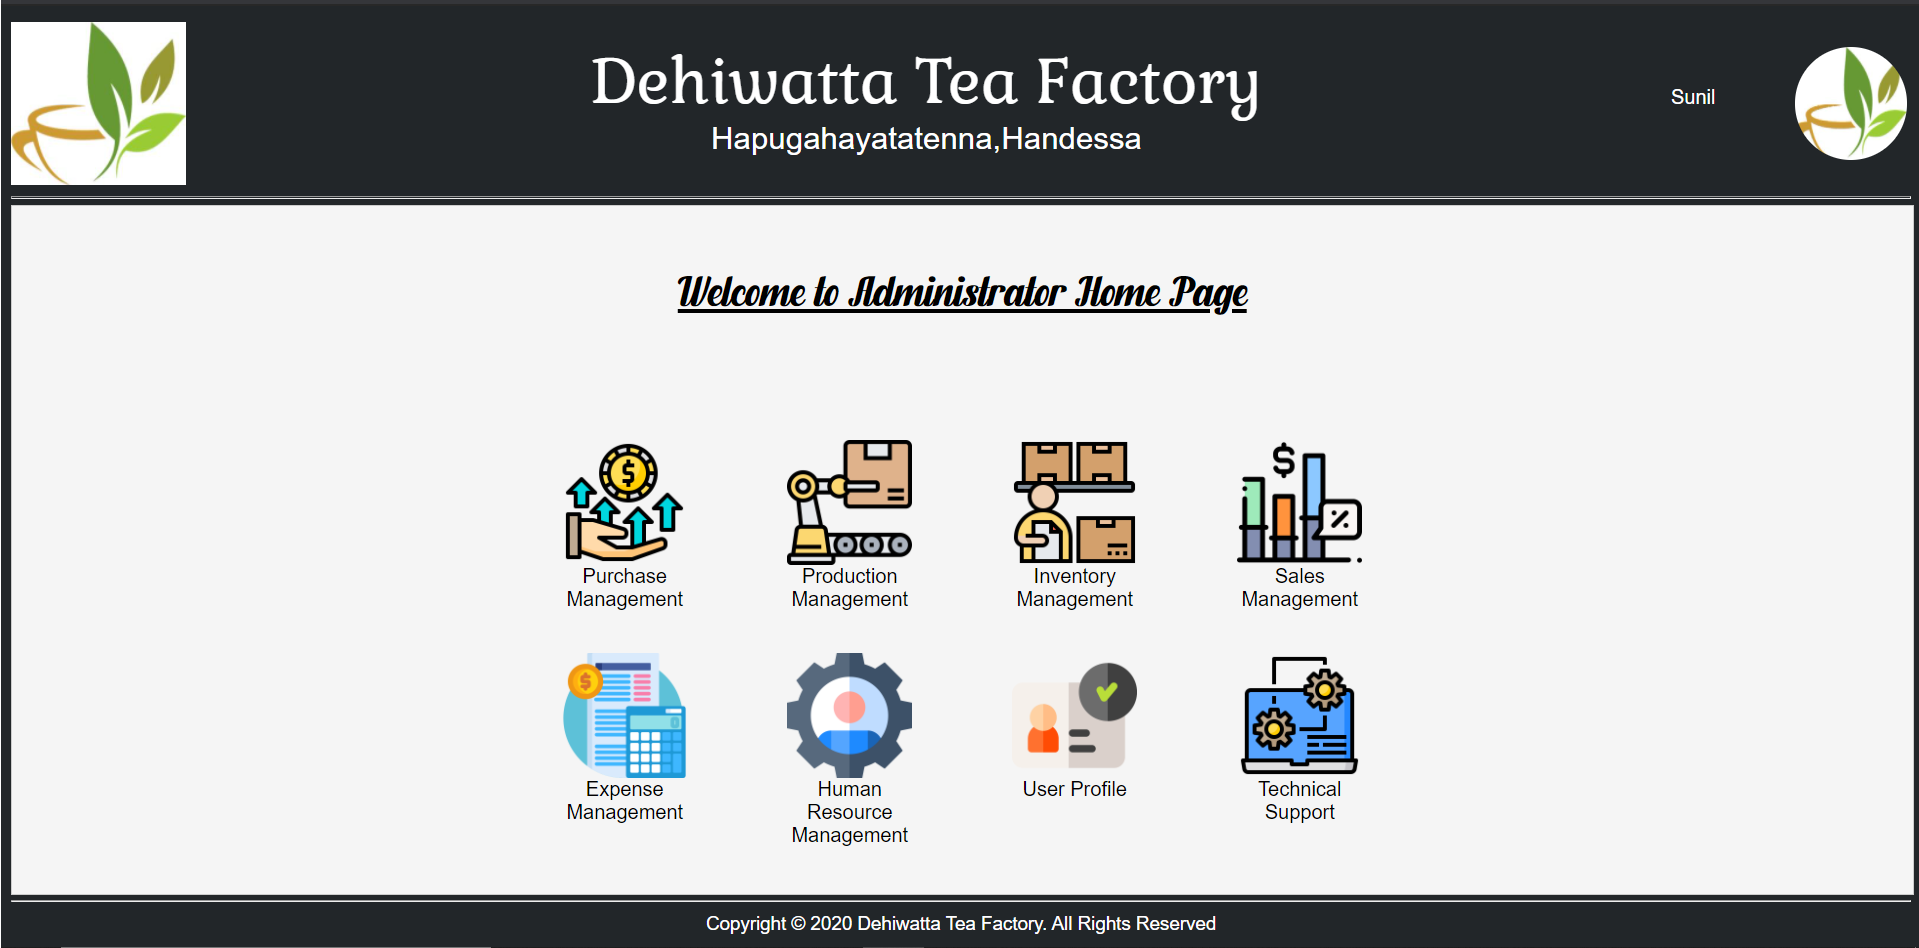 Dehiwatta Tea Factory
Hapugahayatatenna,Handessa
Sunil
Welcome to Administrator Home Page
Purchase
Management
Production
Management
Inventory
Management
Sales
Management
Expense
Management
Human
Resource
Management
User Profile
Technical
Support
Copyright © 2020 Dehiwatta Tea Factory. All Rights Reserved